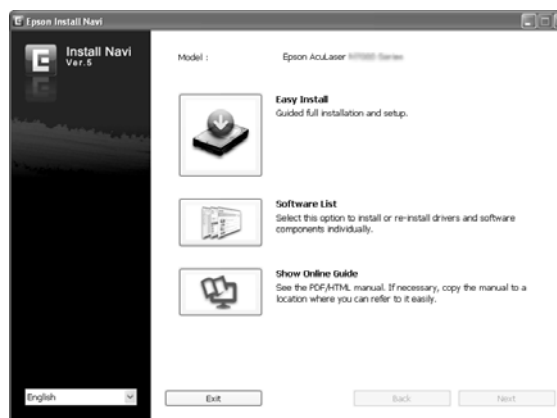 Epson Install Navi
Install Navi
Ver.5
Model :
Epson AcuLaser
Easy Install
Guided full installation and setup.
Software List
Select this option to install or re-install drivers and software
components individually.
Show Online Guide
See the PDF/HTML manual. If necessary, copy the manual to a
location where you can refer to it easily.
English
Exit
Back
Next